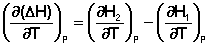 (∂(ΔH)/∂T)_P = (∂H₂/∂T)_P − (∂H₁/∂T)_P